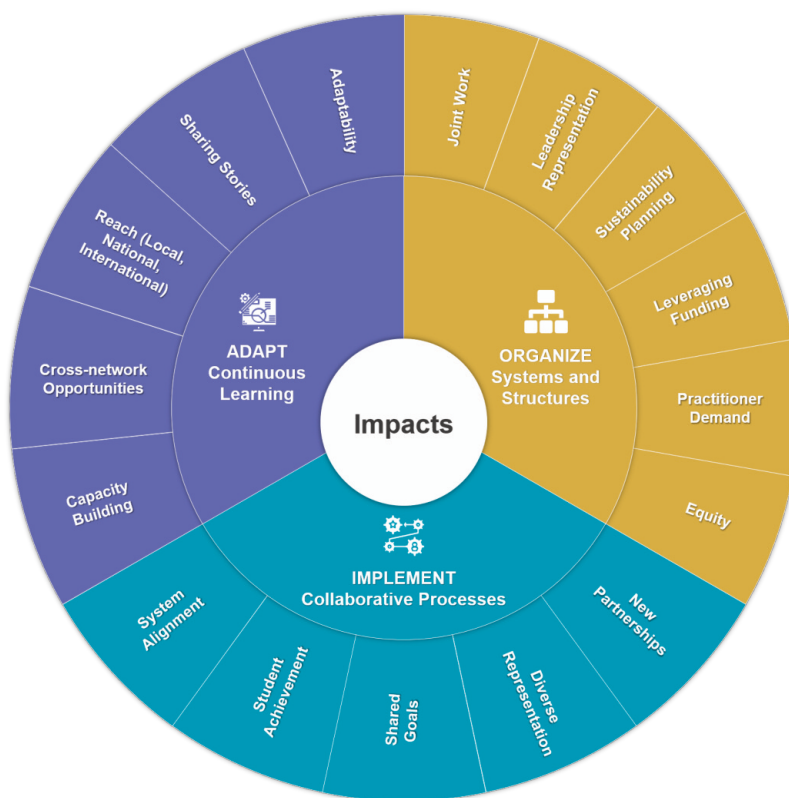 Impacts
ORGANIZE
Systems and
Structures
Joint Work
Leadership
Representation
Sustainability
Planning
Leveraging
Funding
Practitioner
Demand
Equity
IMPLEMENT
Collaborative Processes
New
Partnerships
Diverse
Representation
Shared
Goals
Student
Achievement
System
Alignment
ADAPT
Continuous
Learning
Capacity
Building
Cross-network
Opportunities
Reach (Local,
National,
International)
Sharing Stories
Adaptability